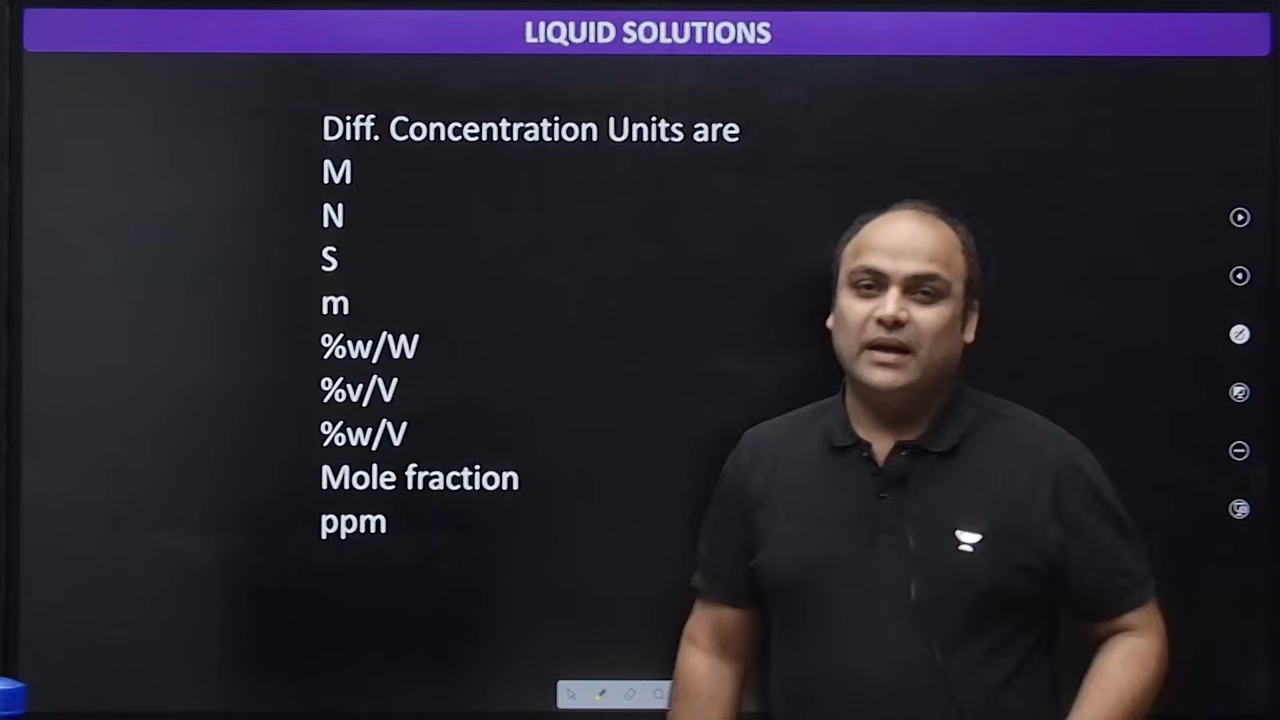 LIQUID SOLUTIONS
Diff. Concentration Units are
M
N
S
m
%w/W
%v/V
%w/V
Mole fraction
ppm